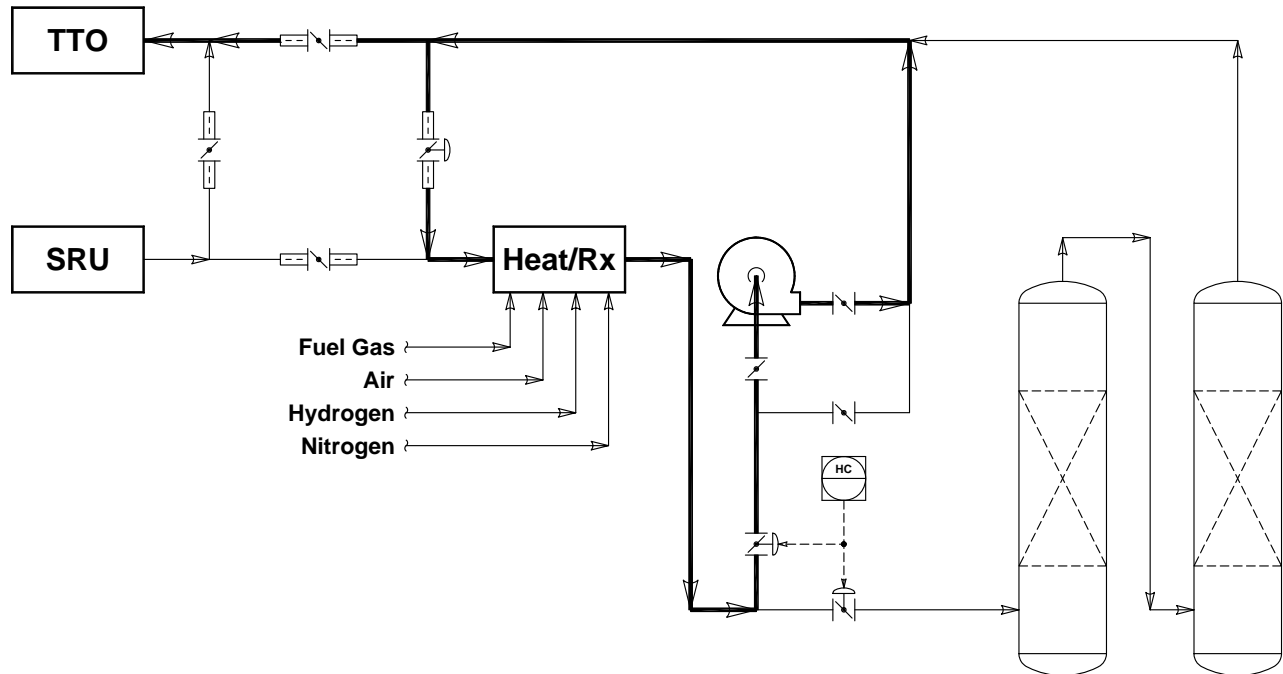 TTO
SRU
Heat/Rx
Fuel Gas
Air
Hydrogen
Nitrogen
HC